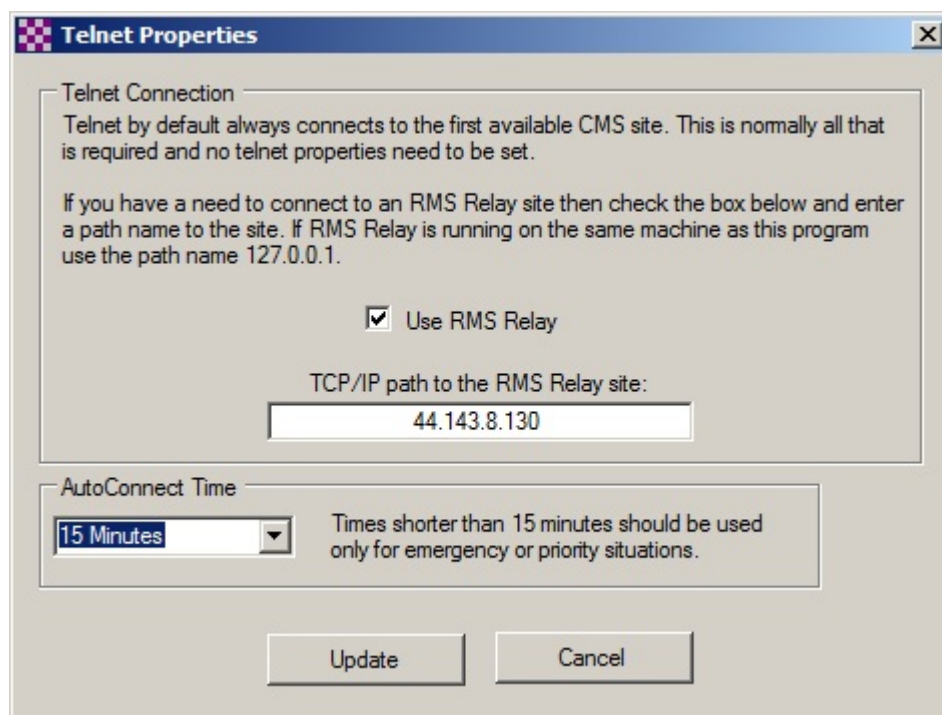 Telnet Properties
Telnet Connection
Telnet by default always connects to the first available CMS site. This is normally all that
is required and no telnet properties need to be set.
If you have a need to connect to an RMS Relay site then check the box below and enter
a path name to the site. If RMS Relay is running on the same machine as this program
use the path name 127.0.0.1.
Use RMS Relay
TCP/IP path to the RMS Relay site:
44.143.8.130
AutoConnect Time
15 Minutes
Times shorter than 15 minutes should be used
only for emergency or priority situations.
Update
Cancel